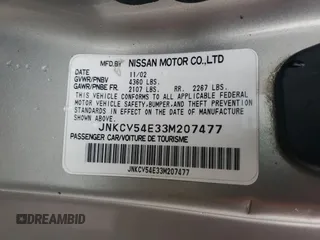 MFD.BY NISSAN MOTOR CO.,LTD
DATE 11/02
GVWR/PNBV 4360 LBS.
GAWR/PNBE FR. 2107 LBS. RR. 2267 LBS.
THIS VEHICLE CONFORMS TO ALL APPLICABLE FEDERAL
MOTOR VEHICLE SAFETY,BUMPER,AND THEFT PREVENTION
STANDARDS IN EFFECT ON THE DATE OF MANUFACTURE
SHOWN ABOVE.
JNKCV54E33M207477
PASSENGER CAR/VOITURE DE TOURISME
JNKCV54E33M207477
DREAMBID